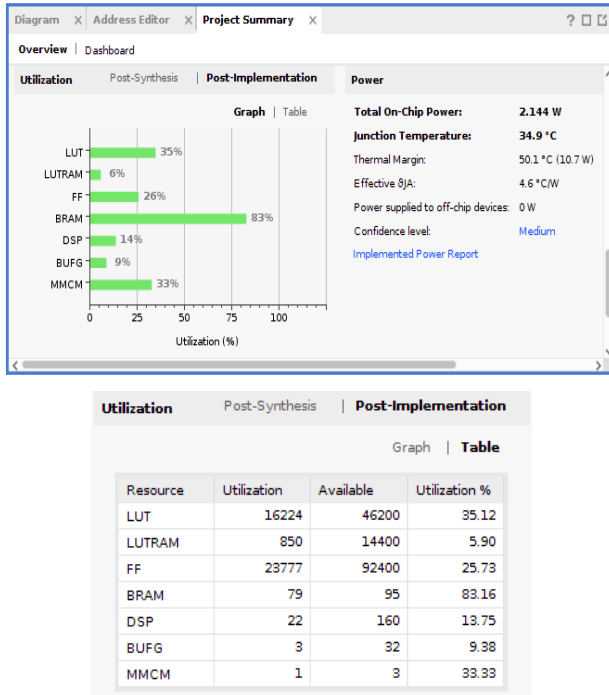 Diagram X Address Editor X Project Summary X ?
Overview | Dashboard
Utilization Post-Synthesis | Post-Implementation
Graph | Table
LUT 35%
LUTRAM 6%
FF 26%
BRAM 83%
DSP 14%
BUFG 9%
MMCM 33%
0 25 50 75 100
Utilization (%)
Power
Total On-Chip Power: 2.144 W
Junction Temperature: 34.9 °C
Thermal Margin: 50.1 °C (10.7 W)
Effective ϑJA: 4.6 °C/W
Power supplied to off-chip devices: 0 W
Confidence level: Medium
Implemented Power Report
Utilization Post-Synthesis | Post-Implementation
Graph | Table
Resource Utilization Available Utilization %
LUT 16224 46200 35.12
LUTRAM 850 14400 5.90
FF 23777 92400 25.73
BRAM 79 95 83.16
DSP 22 160 13.75
BUFG 3 32 9.38
MMCM 1 3 33.33